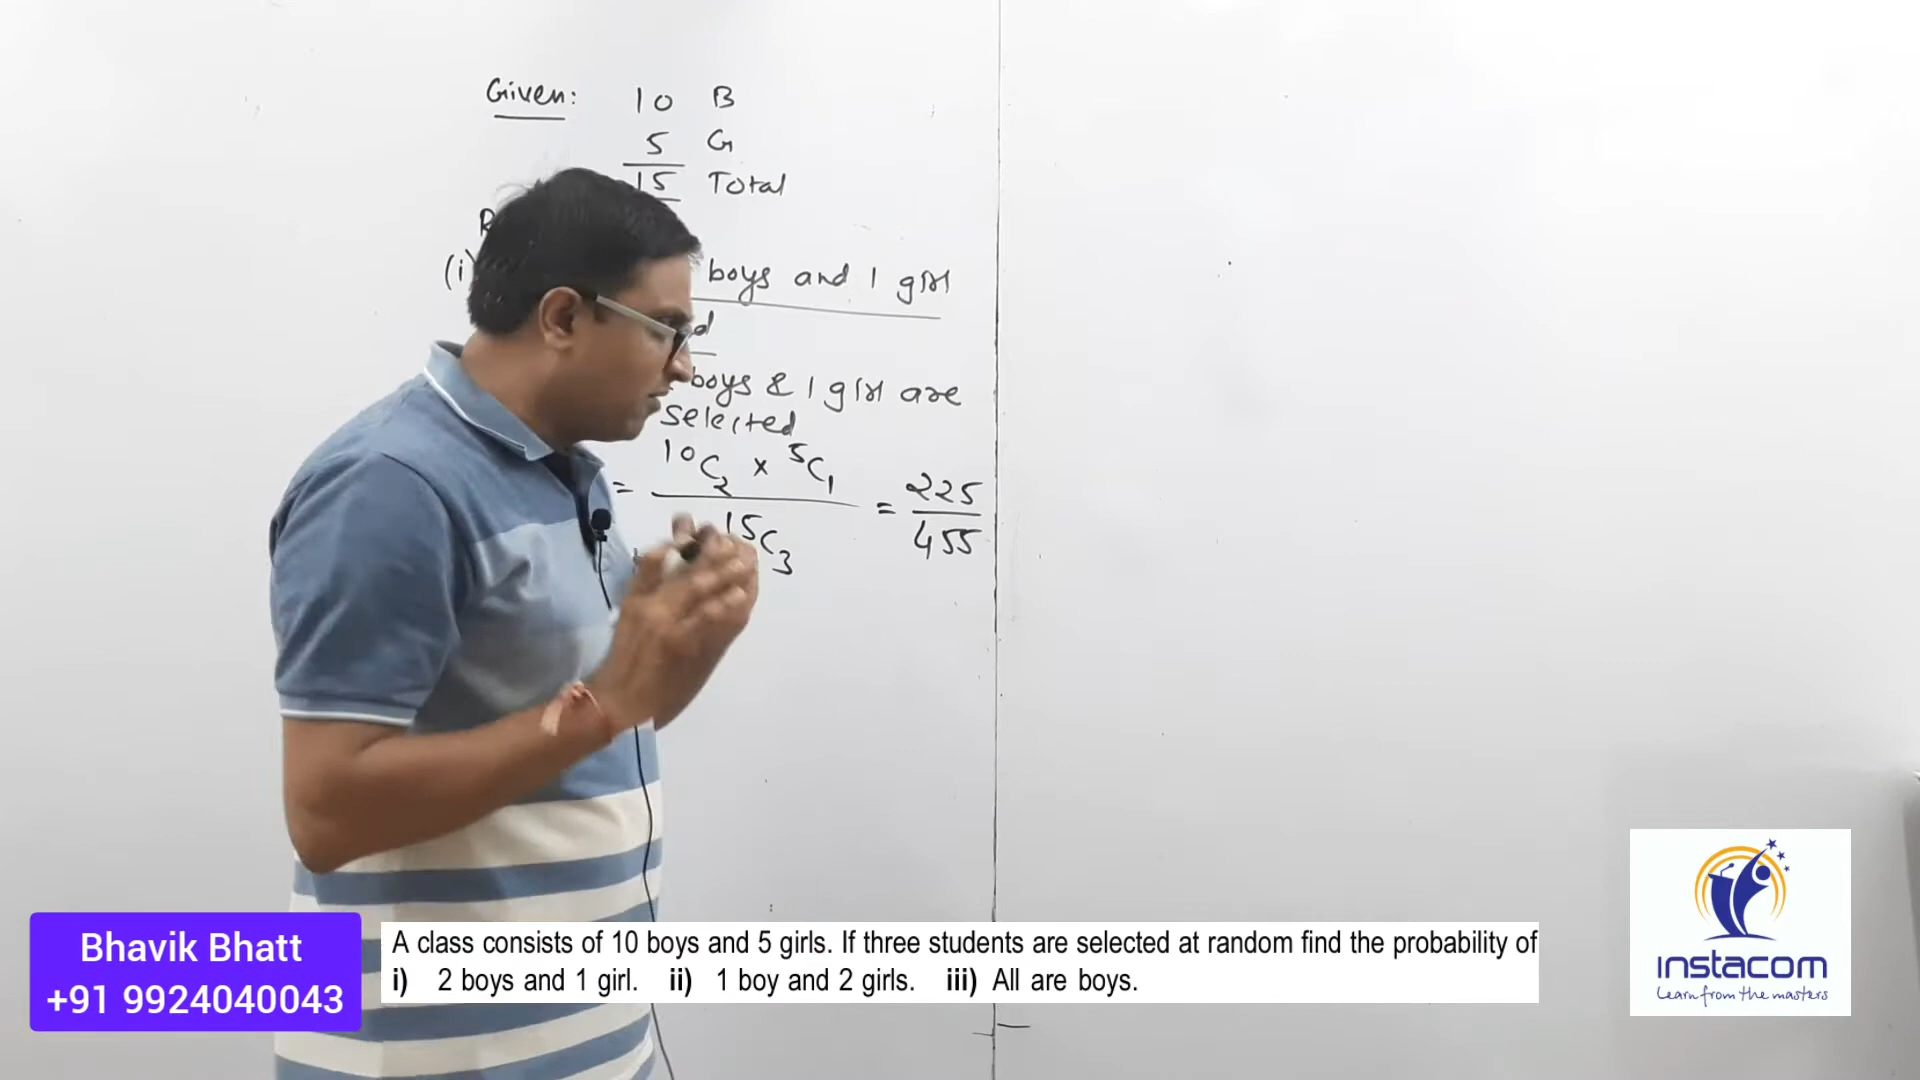 Given: 10 B
5 G
15 Total
(i) boys and 1 girl
boys & 1 girl are
selected
= 10C2 x 5C1 / 15C3 = 225 / 455
Bhavik Bhatt
+91 9924040043
A class consists of 10 boys and 5 girls. If three students are selected at random find the probability of
i) 2 boys and 1 girl. ii) 1 boy and 2 girls. iii) All are boys.
instacom
Learn from the masters